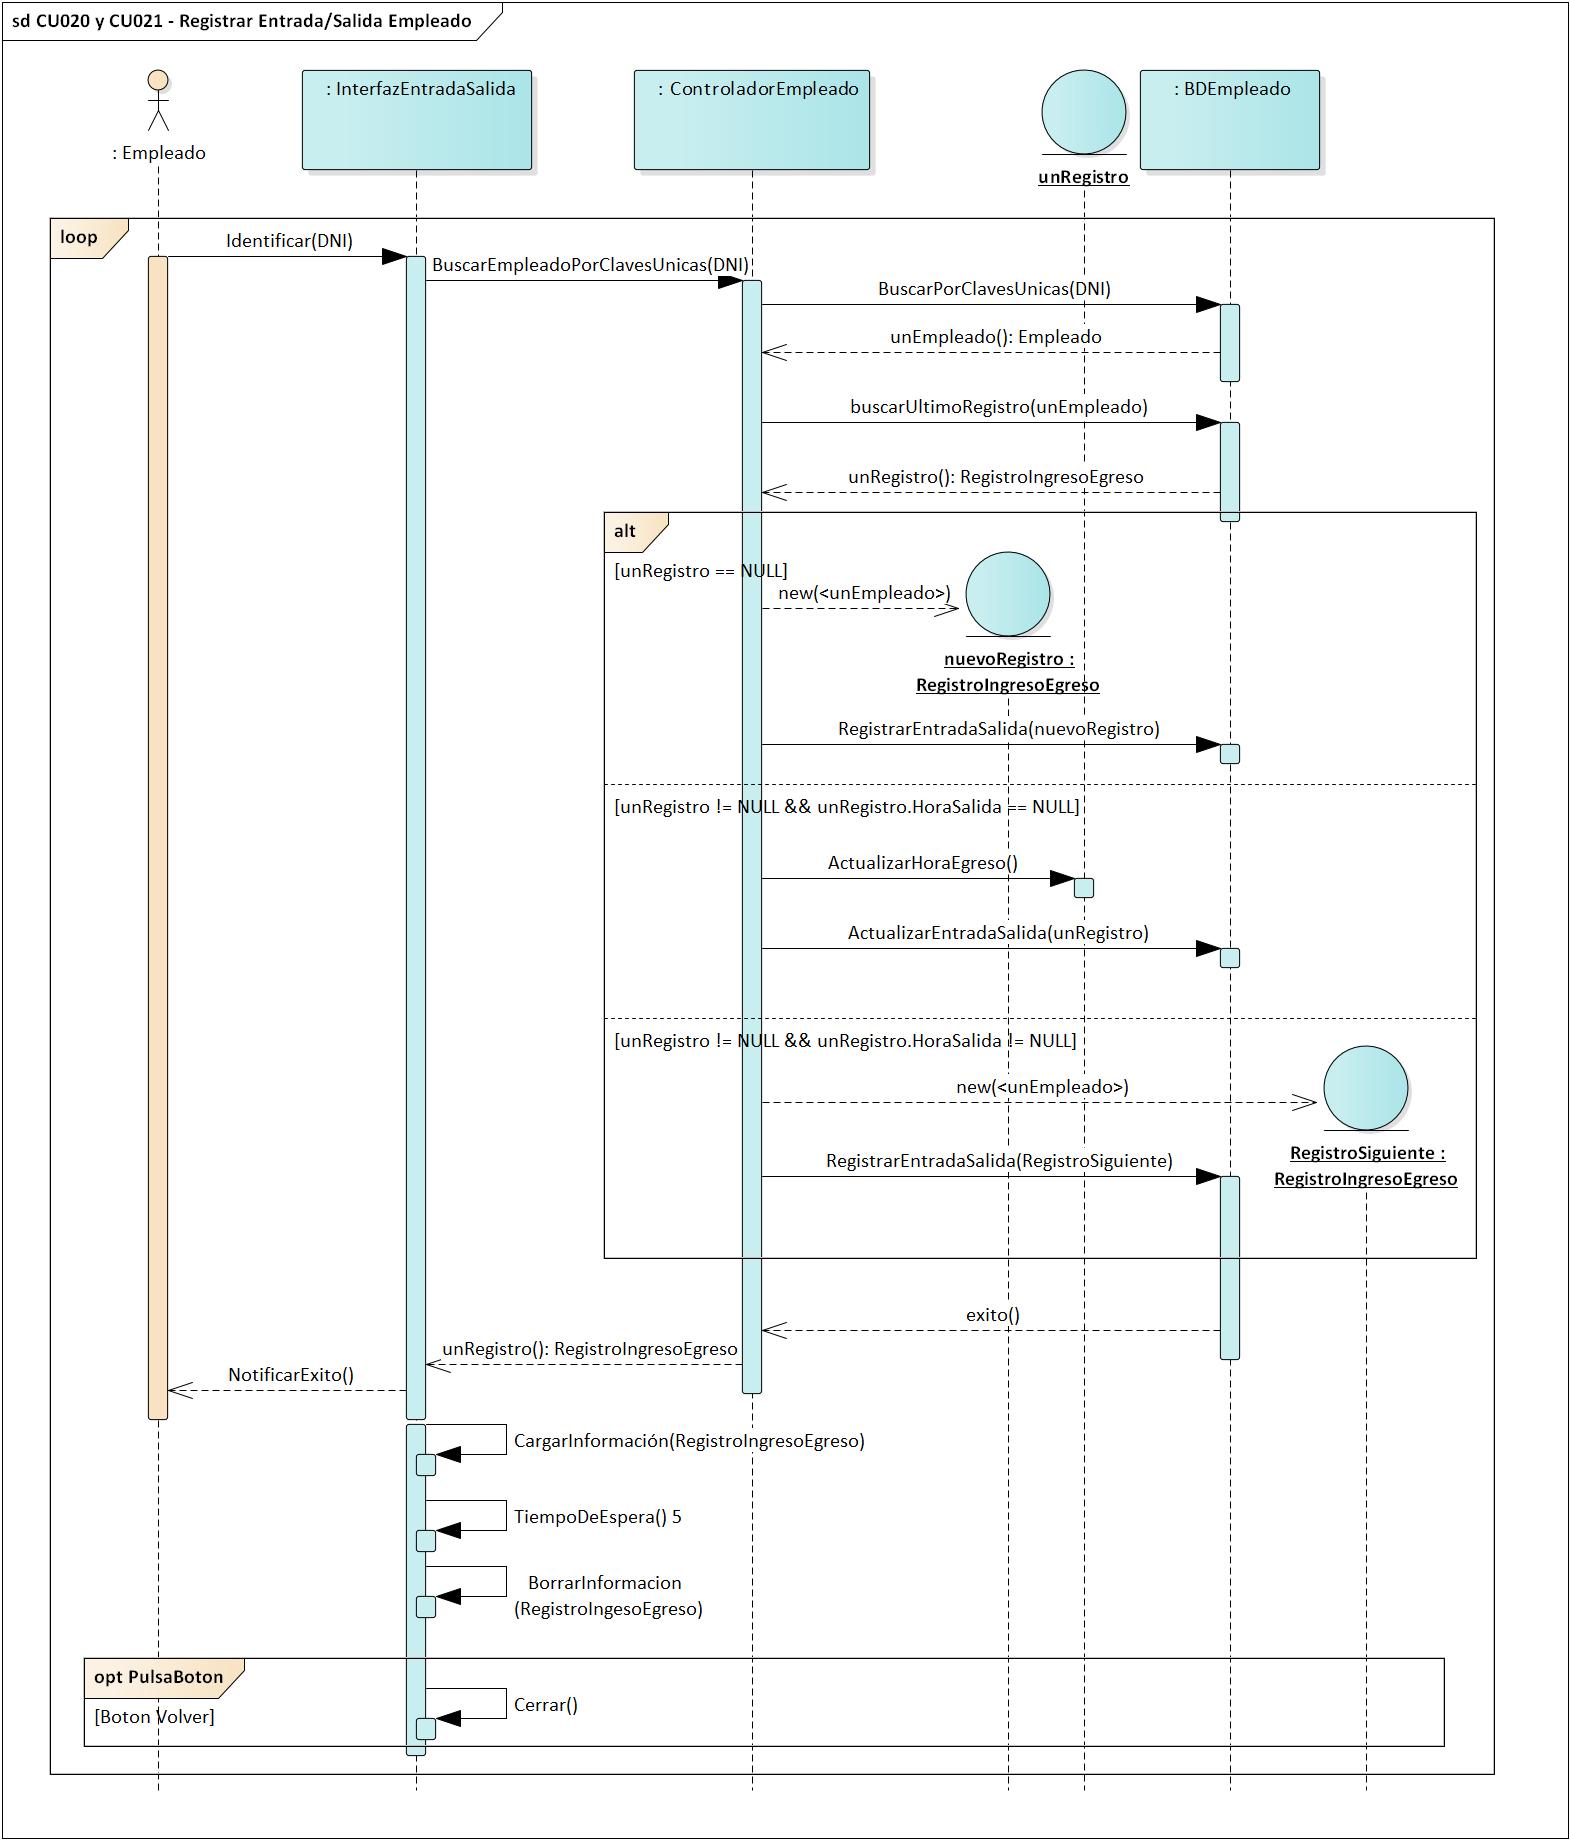 sd CU020 y CU021 - Registrar Entrada/Salida Empleado
: Empleado
: InterfazEntradaSalida
: ControladorEmpleado
unRegistro
: BDEmpleado
loop
Identificar(DNI)
BuscarEmpleadoPorClavesUnicas(DNI)
BuscarPorClavesUnicas(DNI)
unEmpleado(): Empleado
buscarUltimoRegistro(unEmpleado)
unRegistro(): RegistroIngresoEgreso
alt
[unRegistro == NULL]
new(<unEmpleado>)
nuevoRegistro :
RegistroIngresoEgreso
RegistrarEntradaSalida(nuevoRegistro)
[unRegistro != NULL && unRegistro.HoraSalida == NULL]
ActualizarHoraEgreso()
ActualizarEntradaSalida(unRegistro)
[unRegistro != NULL && unRegistro.HoraSalida != NULL]
new(<unEmpleado>)
RegistroSiguiente :
RegistroIngresoEgreso
RegistrarEntradaSalida(RegistroSiguiente)
exito()
unRegistro(): RegistroIngresoEgreso
NotificarExito()
CargarInformación(RegistroIngresoEgreso)
TiempoDeEspera() 5
BorrarInformacion
(RegistroIngesoEgreso)
opt PulsaBoton
[Boton Volver]
Cerrar()